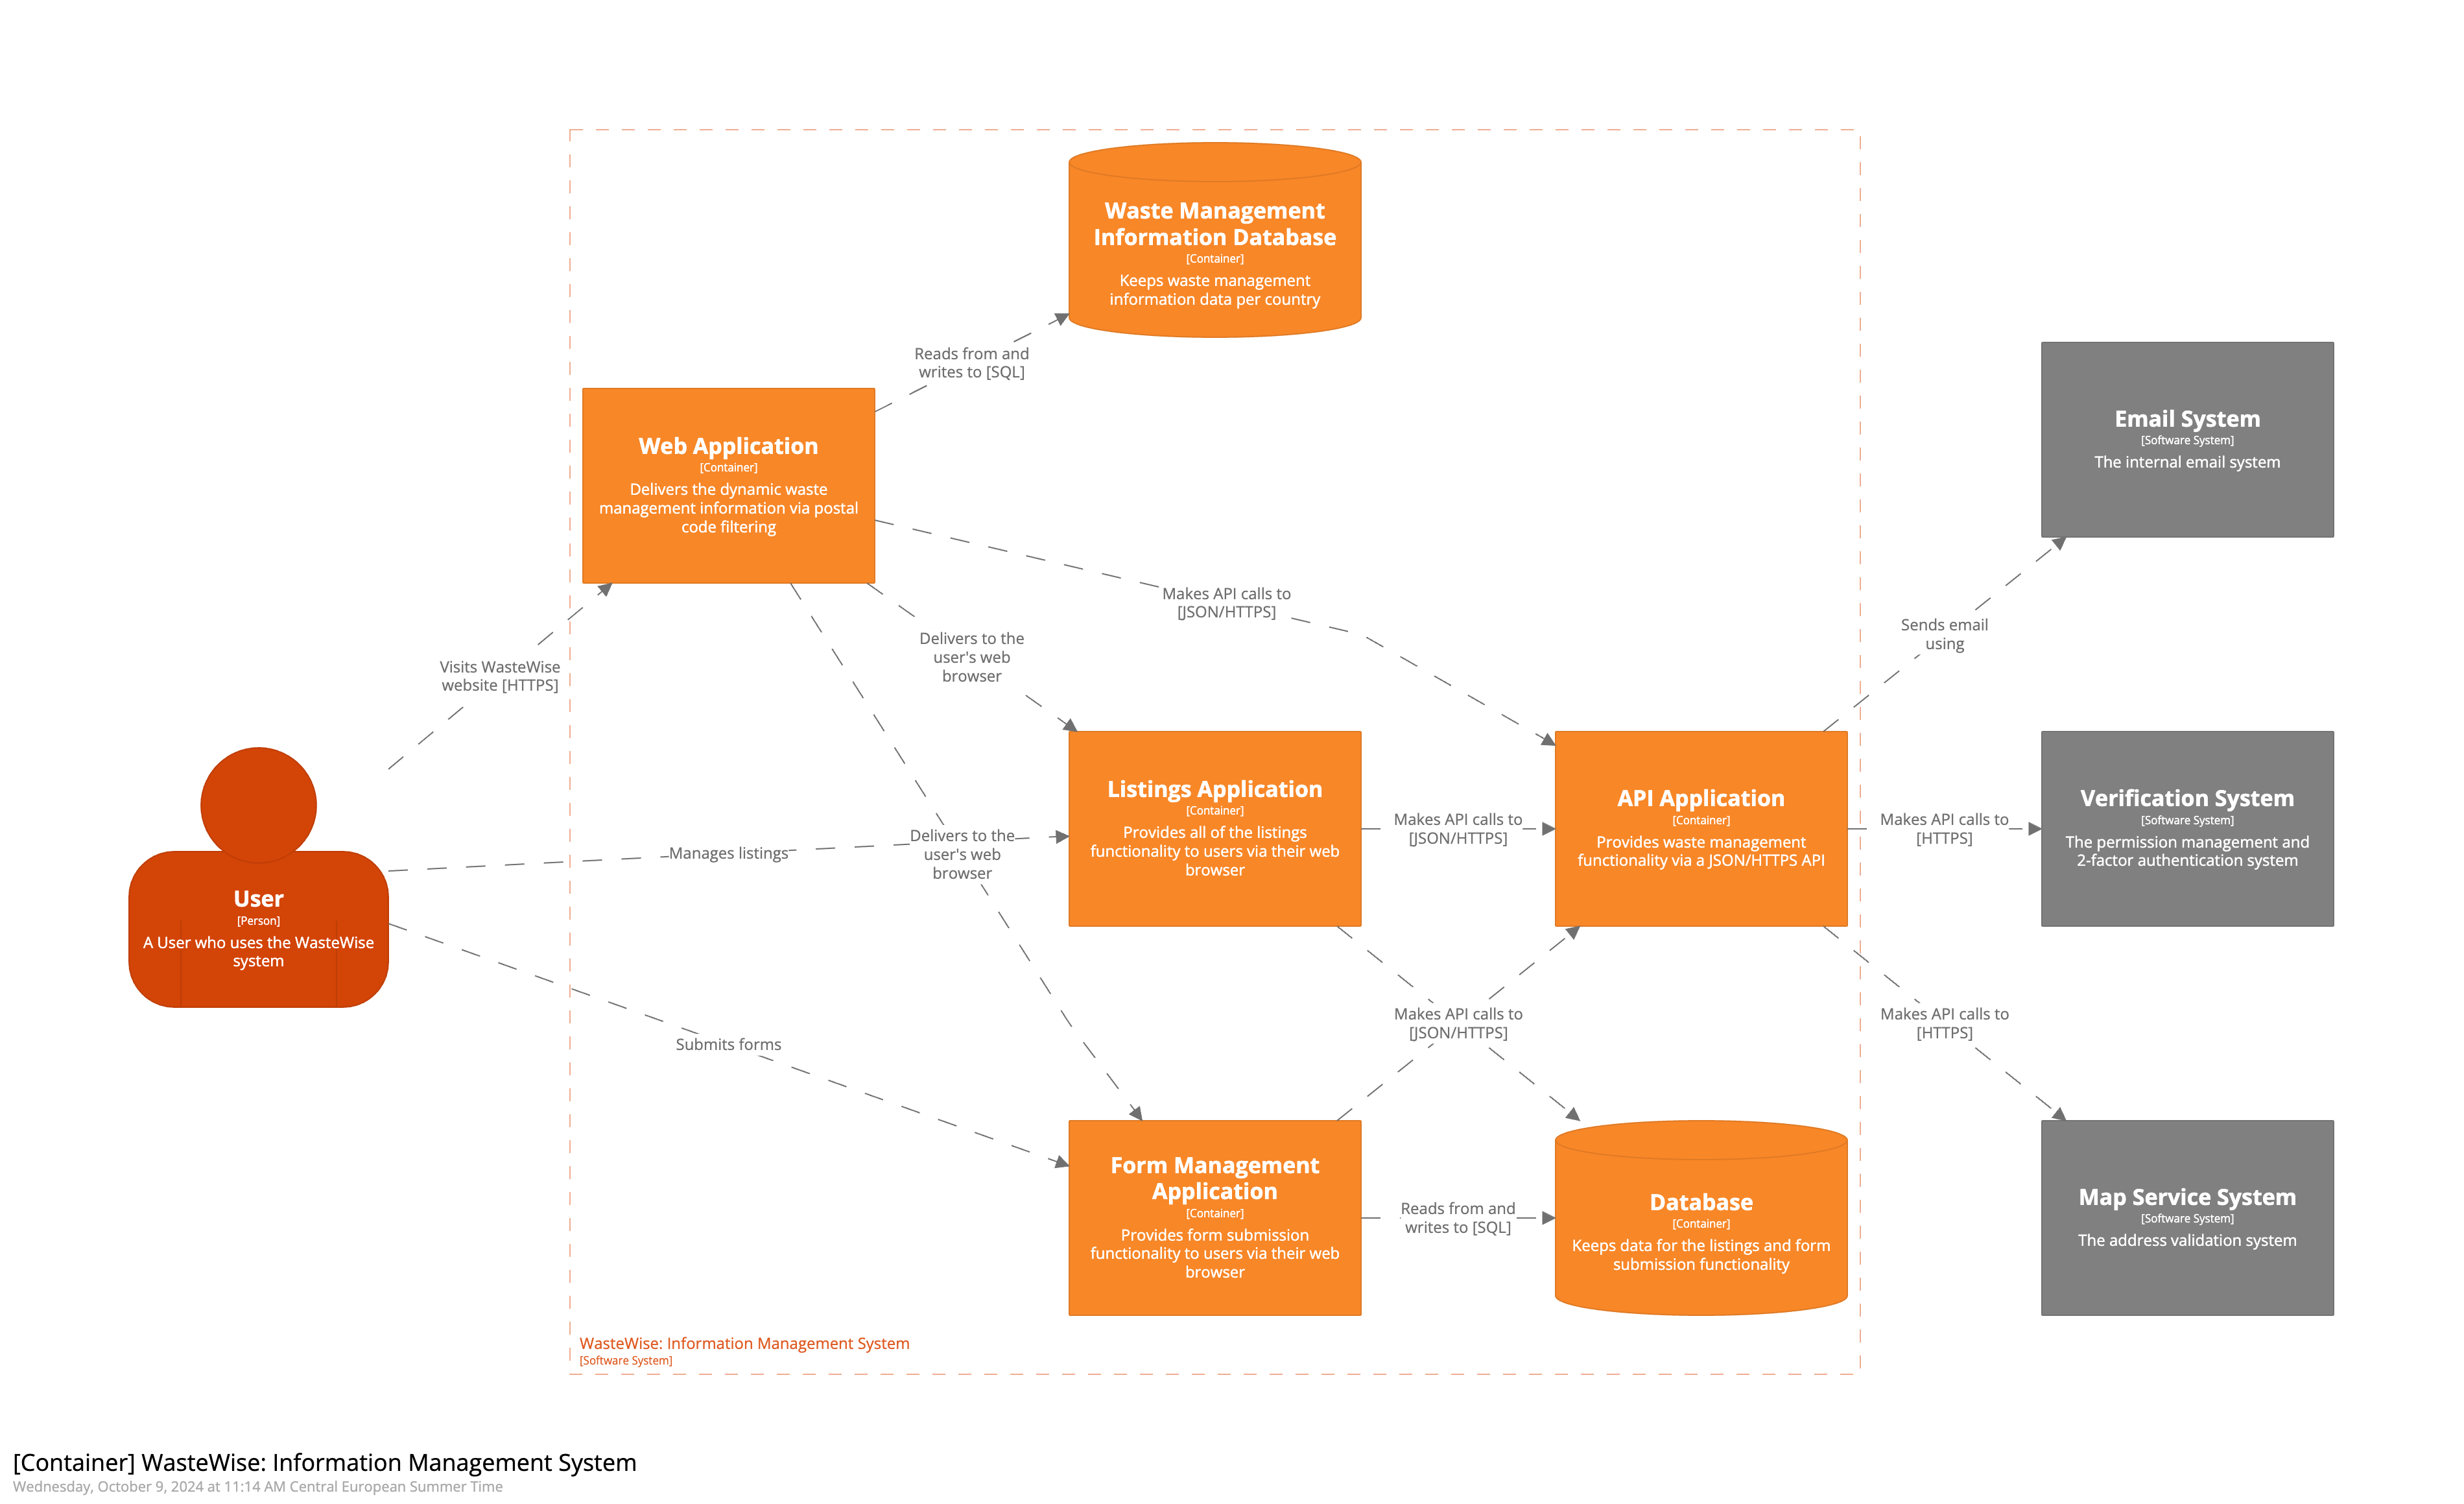 Waste Management
Information Database
[Container]
Keeps waste management
information data per country
Reads from and
writes to [SQL]
Web Application
[Container]
Delivers the dynamic waste
management information via postal
code filtering
Email System
[Software System]
The internal email system
Makes API calls to
[JSON/HTTPS]
Delivers to the
user's web
browser
Sends email
using
Visits WasteWise
website [HTTPS]
Listings Application
[Container]
Provides all of the listings
functionality to users via their web
browser
Makes API calls to
[JSON/HTTPS]
API Application
[Container]
Provides waste management
functionality via a JSON/HTTPS API
Makes API calls to
[HTTPS]
Verification System
[Software System]
The permission management and
2-factor authentication system
Manages listings
Delivers to the
user's web
browser
User
[Person]
A User who uses the WasteWise
system
Submits forms
Makes API calls to
[JSON/HTTPS]
Makes API calls to
[HTTPS]
Form Management
Application
[Container]
Provides form submission
functionality to users via their web
browser
Reads from and
writes to [SQL]
Database
[Container]
Keeps data for the listings and form
submission functionality
Map Service System
[Software System]
The address validation system
WasteWise: Information Management System
[Software System]
[Container] WasteWise: Information Management System
Wednesday, October 9, 2024 at 11:14 AM Central European Summer Time